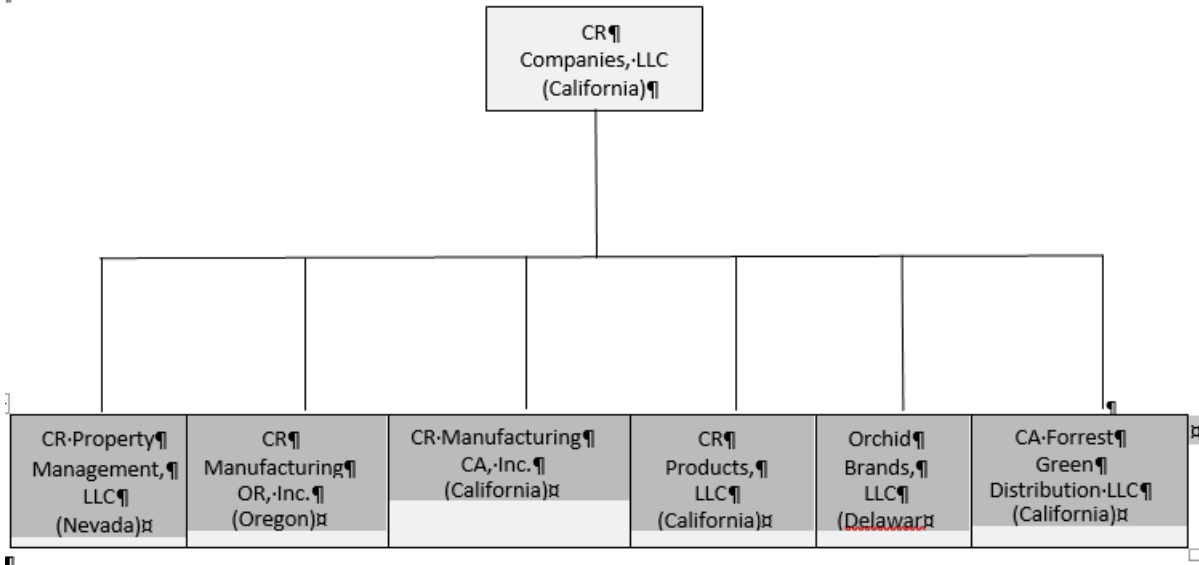 CR¶
Companies,·LLC
(California)¶
¶
CR·Property¶
Management,¶
LLC¶
(Nevada)¤
CR¶
Manufacturing¶
OR,·Inc.¶
(Oregon)¤
CR·Manufacturing¶
CA,·Inc.¶
(California)¤
CR¶
Products,¶
LLC¶
(California)¤
Orchid¶
Brands,¶
LLC¶
(Delawar¤
CA·Forrest¶
Green¶
Distribution·LLC¶
(California)¤
¤
¶